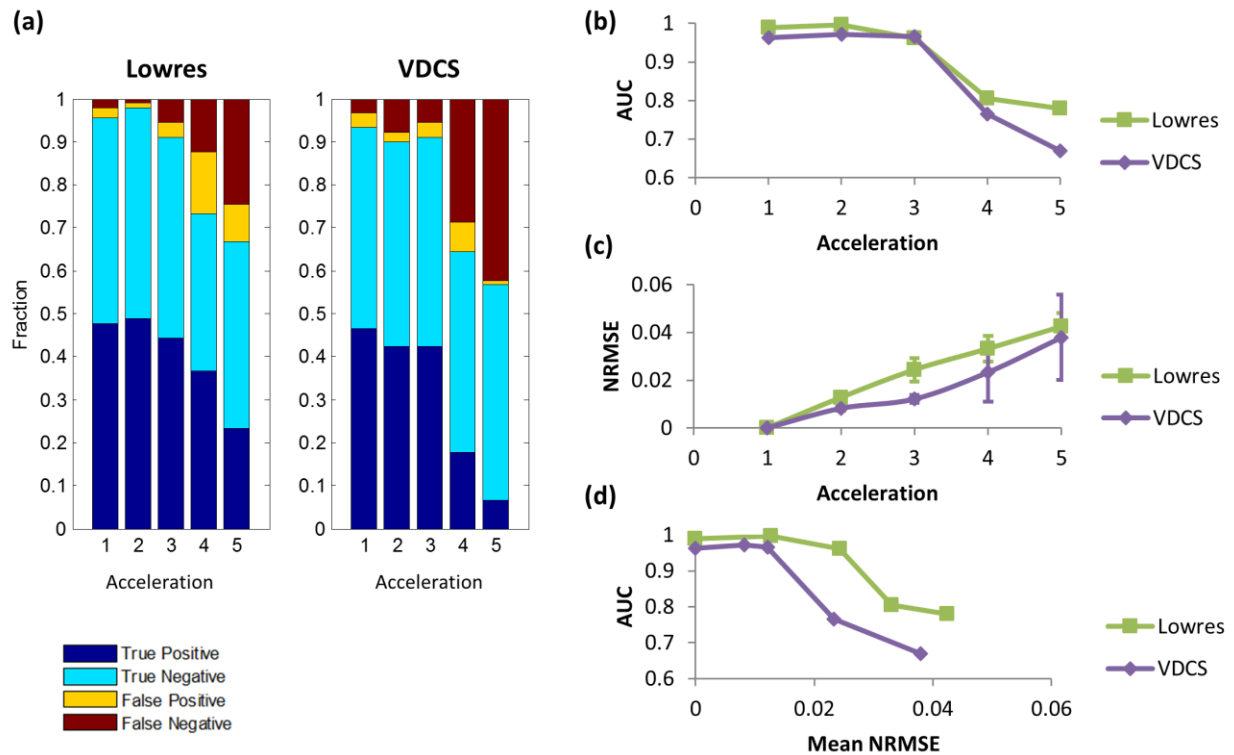 (a)
Lowres
VDCS
Fraction
1
0.9
0.8
0.7
0.6
0.5
0.4
0.3
0.2
0.1
0
1 2 3 4 5
Acceleration
1
0.9
0.8
0.7
0.6
0.5
0.4
0.3
0.2
0.1
0
1 2 3 4 5
Acceleration
True Positive
True Negative
False Positive
False Negative
(b)
AUC
1
0.9
0.8
0.7
0.6
0 1 2 3 4 5
Acceleration
Lowres
VDCS
(c)
NRMSE
0.06
0.04
0.02
0
0 1 2 3 4 5
Acceleration
Lowres
VDCS
(d)
AUC
1
0.9
0.8
0.7
0.6
0 0.02 0.04 0.06
Mean NRMSE
Lowres
VDCS